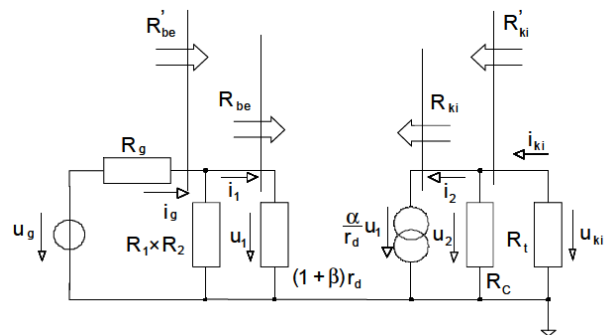 R'be
R'ki
Rbe
Rki
Rg
iki
i1
i2
ig
ug
R1×R2
u1
(1 + β)rd
α/rd u1
u2
RC
Rt
uki